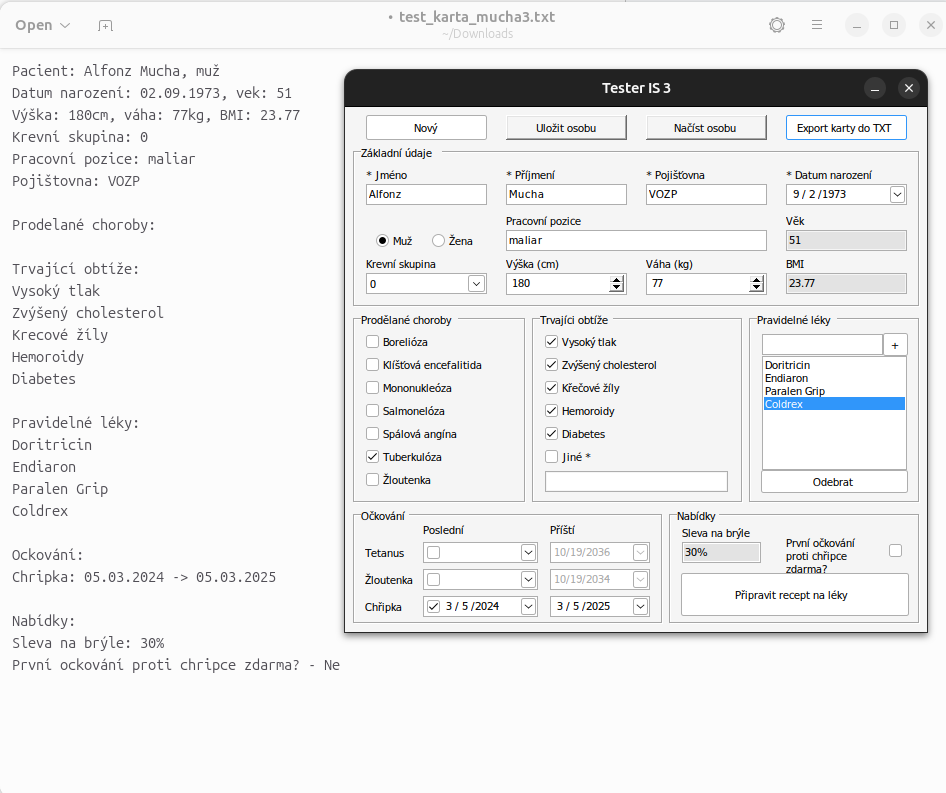 Open
• test_karta_mucha3.txt
~/Downloads
Pacient: Alfonz Mucha, muž
Datum narození: 02.09.1973, vek: 51
Výška: 180cm, váha: 77kg, BMI: 23.77
Krevní skupina: 0
Pracovní pozice: maliar
Pojištovna: VOZP
Prodelané choroby:
Trvající obtíže:
Vysoký tlak
Zvýšený cholesterol
Krecové žíly
Hemoroidy
Diabetes
Pravidelné léky:
Doritricin
Endiaron
Paralen Grip
Coldrex
Ockování:
Chripka: 05.03.2024 -> 05.03.2025
Nabídky:
Sleva na brýle: 30%
První ockování proti chripce zdarma? - Ne
Tester IS 3
Nový
Uložit osobu
Načíst osobu
Export karty do TXT
Základní údaje
* Jméno
* Příjmení
* Pojišťovna
* Datum narození
Alfonz
Mucha
VOZP
9 / 2 /1973
Pracovní pozice
Věk
Muž
Žena
maliar
51
Krevní skupina
Výška (cm)
Váha (kg)
BMI
0
180
77
23.77
Prodělané choroby
Borelióza
Klíšťová encefalitida
Mononukleóza
Salmonelóza
Spálová angína
Tuberkulóza
Žloutenka
Trvajíci obtíže
Vysoký tlak
Zvýšený cholesterol
Křečové žíly
Hemoroidy
Diabetes
Jiné *
Pravidelné léky
+
Doritricin
Endiaron
Paralen Grip
Coldrex
Odebrat
Očkování
Poslední
Příští
Tetanus
10/19/2036
Žloutenka
10/19/2034
Chřipka
3 / 5 /2024
3 / 5 /2025
Nabídky
Sleva na brýle
30%
První očkování
proti chřipce
zdarma?
Připravit recept na léky